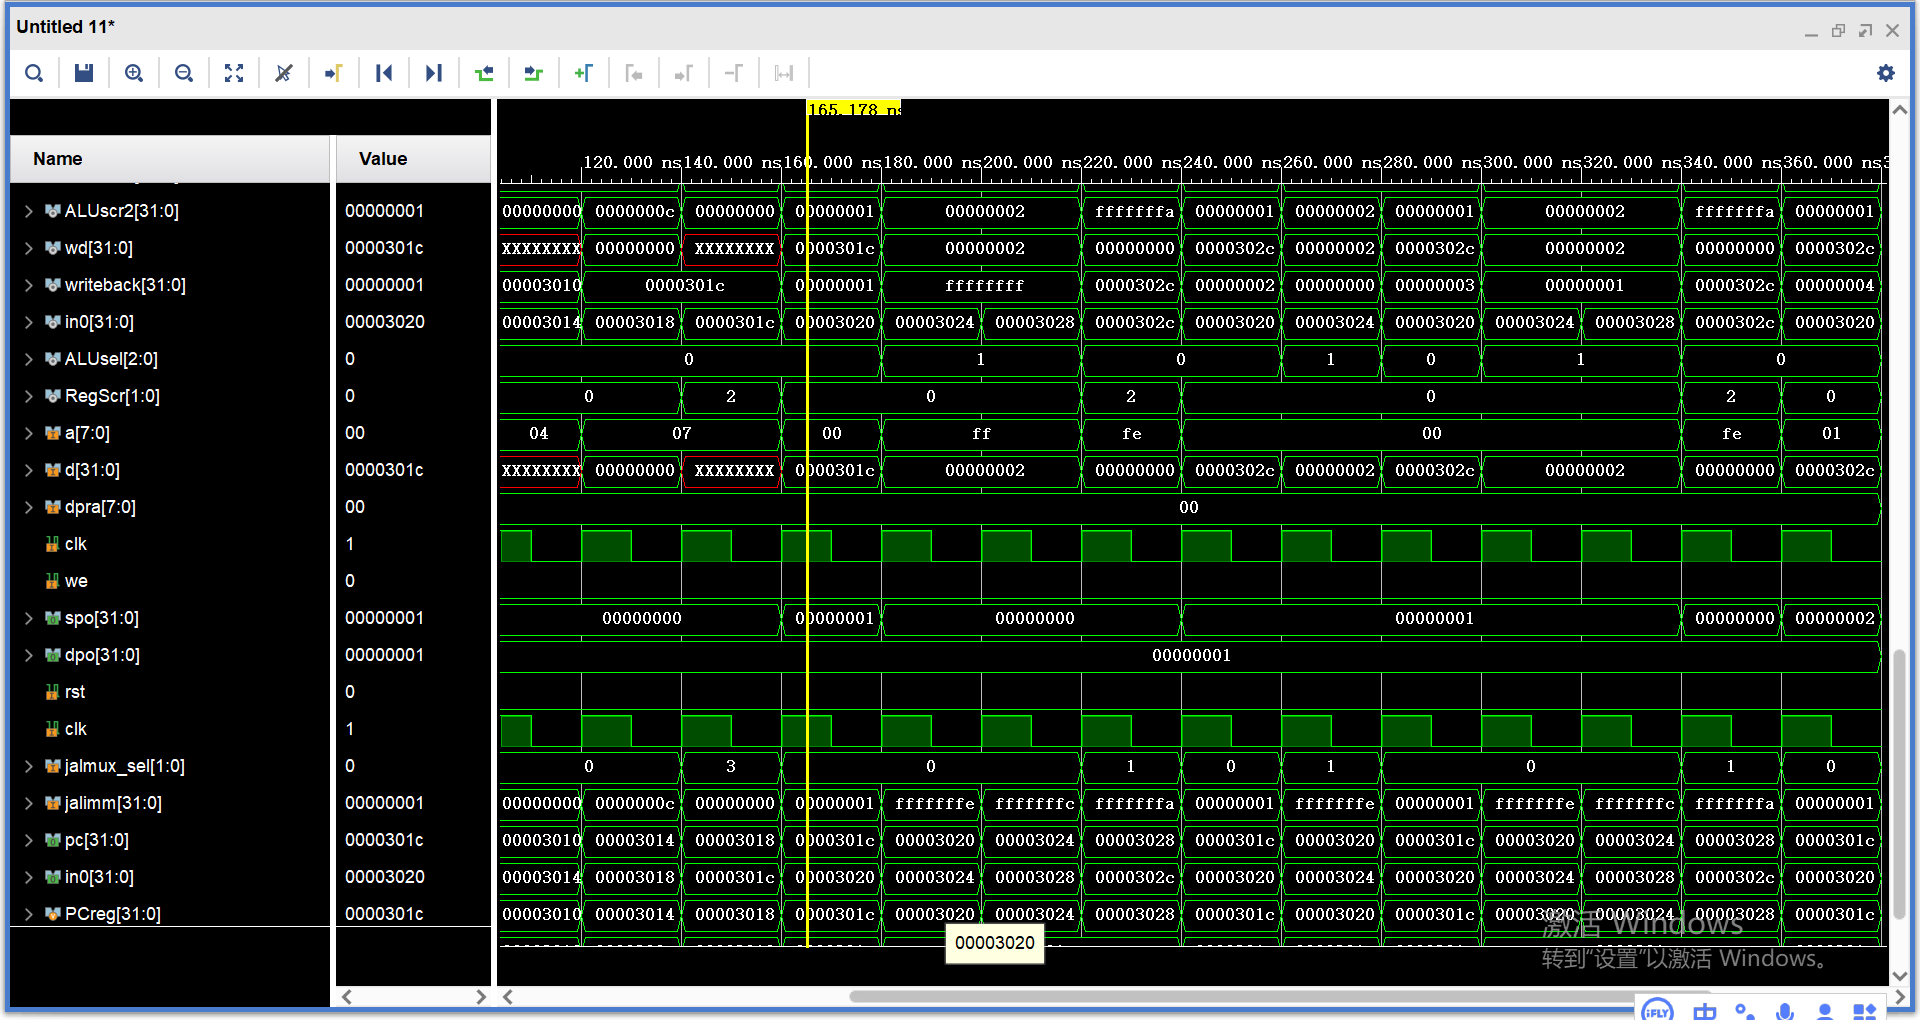 Untitled 11*
165.178 ns
120.000 ns 140.000 ns 160.000 ns 180.000 ns 200.000 ns 220.000 ns 240.000 ns 260.000 ns 280.000 ns 300.000 ns 320.000 ns 340.000 ns 360.000 ns
Name Value
ALUscr2[31:0] 00000001 00000000 0000000c 00000000 00000001 00000002 fffffffa 00000001 00000002 00000001 00000002 fffffffa 00000001
wd[31:0] 0000301c XXXXXXXX 00000000 XXXXXXXX 0000301c 00000002 00000000 0000302c 00000002 0000302c 00000002 00000000 0000302c
writeback[31:0] 00000001 00003010 0000301c 00000001 ffffffff 0000302c 00000002 00000000 00000003 00000001 0000302c 00000004
in0[31:0] 00003020 00003014 00003018 0000301c 00003020 00003024 00003028 0000302c 00003020 00003024 00003020 00003024 00003028 0000302c 00003020
ALUsel[2:0] 0 0 1 0 1 0 1 0
RegScr[1:0] 0 0 2 0 2 0 2 0
a[7:0] 00 04 07 00 ff fe 00 fe 01
d[31:0] 0000301c XXXXXXXX 00000000 XXXXXXXX 0000301c 00000002 00000000 0000302c 00000002 0000302c 00000002 00000000 0000302c
dpra[7:0] 00 00
clk 1
we 0
spo[31:0] 00000001 00000000 00000001 00000000 00000001 00000000 00000002
dpo[31:0] 00000001 00000001
rst 0
clk 1
jalmux_sel[1:0] 0 0 3 0 1 0 1 0 1 0
jalimm[31:0] 00000001 00000000 0000000c 00000000 00000001 fffffffe fffffffc fffffffa 00000001 fffffffe 00000001 fffffffe fffffffc fffffffa 00000001
pc[31:0] 0000301c 00003010 00003014 00003018 0000301c 00003020 00003024 00003028 0000301c 00003020 0000301c 00003020 00003024 00003028 0000301c
in0[31:0] 00003020 00003014 00003018 0000301c 00003020 00003024 00003028 0000302c 00003020 00003024 00003020 00003024 00003028 0000302c 00003020
PCreg[31:0] 0000301c 00003010 00003014 00003018 0000301c 00003020 00003024 00003028 0000301c 00003020 0000301c 00003020 00003024 00003028 0000301c
00003020
激活 Windows
转到"设置"以激活 Windows。
iFLY 中